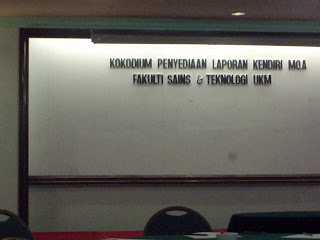 KOKODIUM PENYEDIAAN LAPORAN KENDIRI MQA
FAKULTI SAINS & TEKNOLOGI UKM